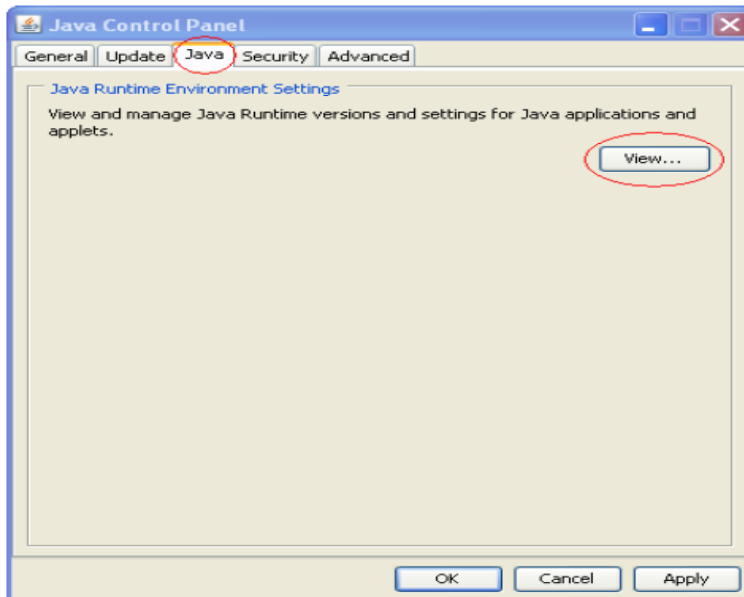 Java Control Panel
General Update Java Security Advanced
Java Runtime Environment Settings
View and manage Java Runtime versions and settings for Java applications and
applets.
View...
OK Cancel Apply